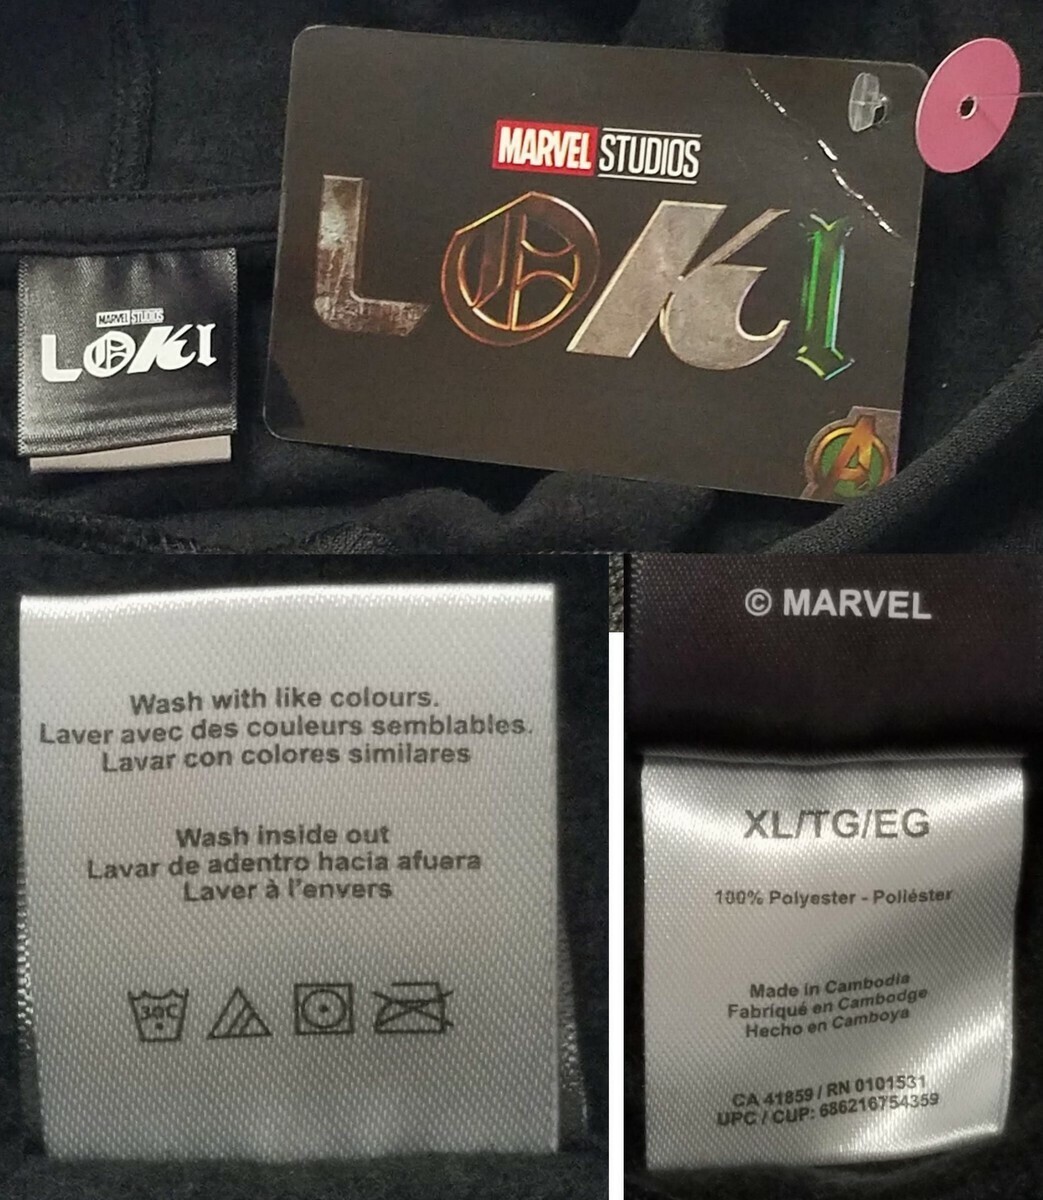 MARVEL STUDIOS
LOKI
MARVEL STUDIOS
LOKI
A
Wash with like colours.
Laver avec des couleurs semblables.
Lavar con colores similares
Wash inside out
Lavar de adentro hacia afuera
Laver à l'envers
30C
© MARVEL
XL/TG/EG
100% Polyester - Poliéster
Made in Cambodia
Fabriqué en Cambodge
Hecho en Camboya
CA 41859 / RN 0101531
UPC / CUP: 686216754359